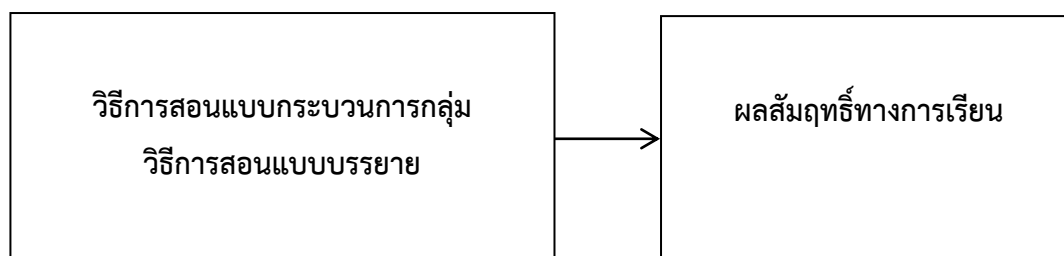 วิธีการสอนแบบกระบวนการกลุ่ม
วิธีการสอนแบบบรรยาย
ผลสัมฤทธิ์ทางการเรียน